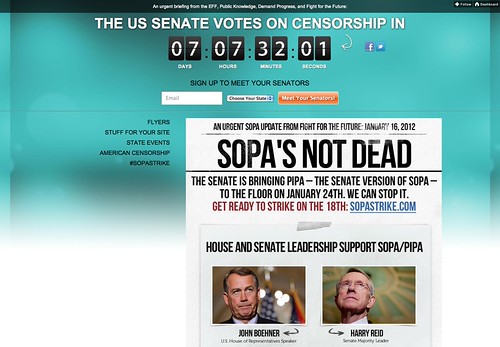 An urgent briefing from the EFF, Public Knowledge, Demand Progress, and Fight for the Future:
Follow Dashboard
THE US SENATE VOTES ON CENSORSHIP IN
07:07:32:01
DAYS HOURS MINUTES SECONDS
SIGN UP TO MEET YOUR SENATORS
Email Choose Your State Meet Your Senators!
FLYERS
STUFF FOR YOUR SITE
STATE EVENTS
AMERICAN CENSORSHIP
#SOPASTRIKE
AN URGENT SOPA UPDATE FROM FIGHT FOR THE FUTURE: JANUARY 16, 2012
SOPA'S NOT DEAD
THE SENATE IS BRINGING PIPA – THE SENATE VERSION OF SOPA –
TO THE FLOOR ON JANUARY 24TH. WE CAN STOP IT.
GET READY TO STRIKE ON THE 18TH: SOPASTRIKE.COM
HOUSE AND SENATE LEADERSHIP SUPPORT SOPA/PIPA
JOHN BOEHNER
U.S. House of Representatives Speaker
HARRY REID
Senate Majority Leader